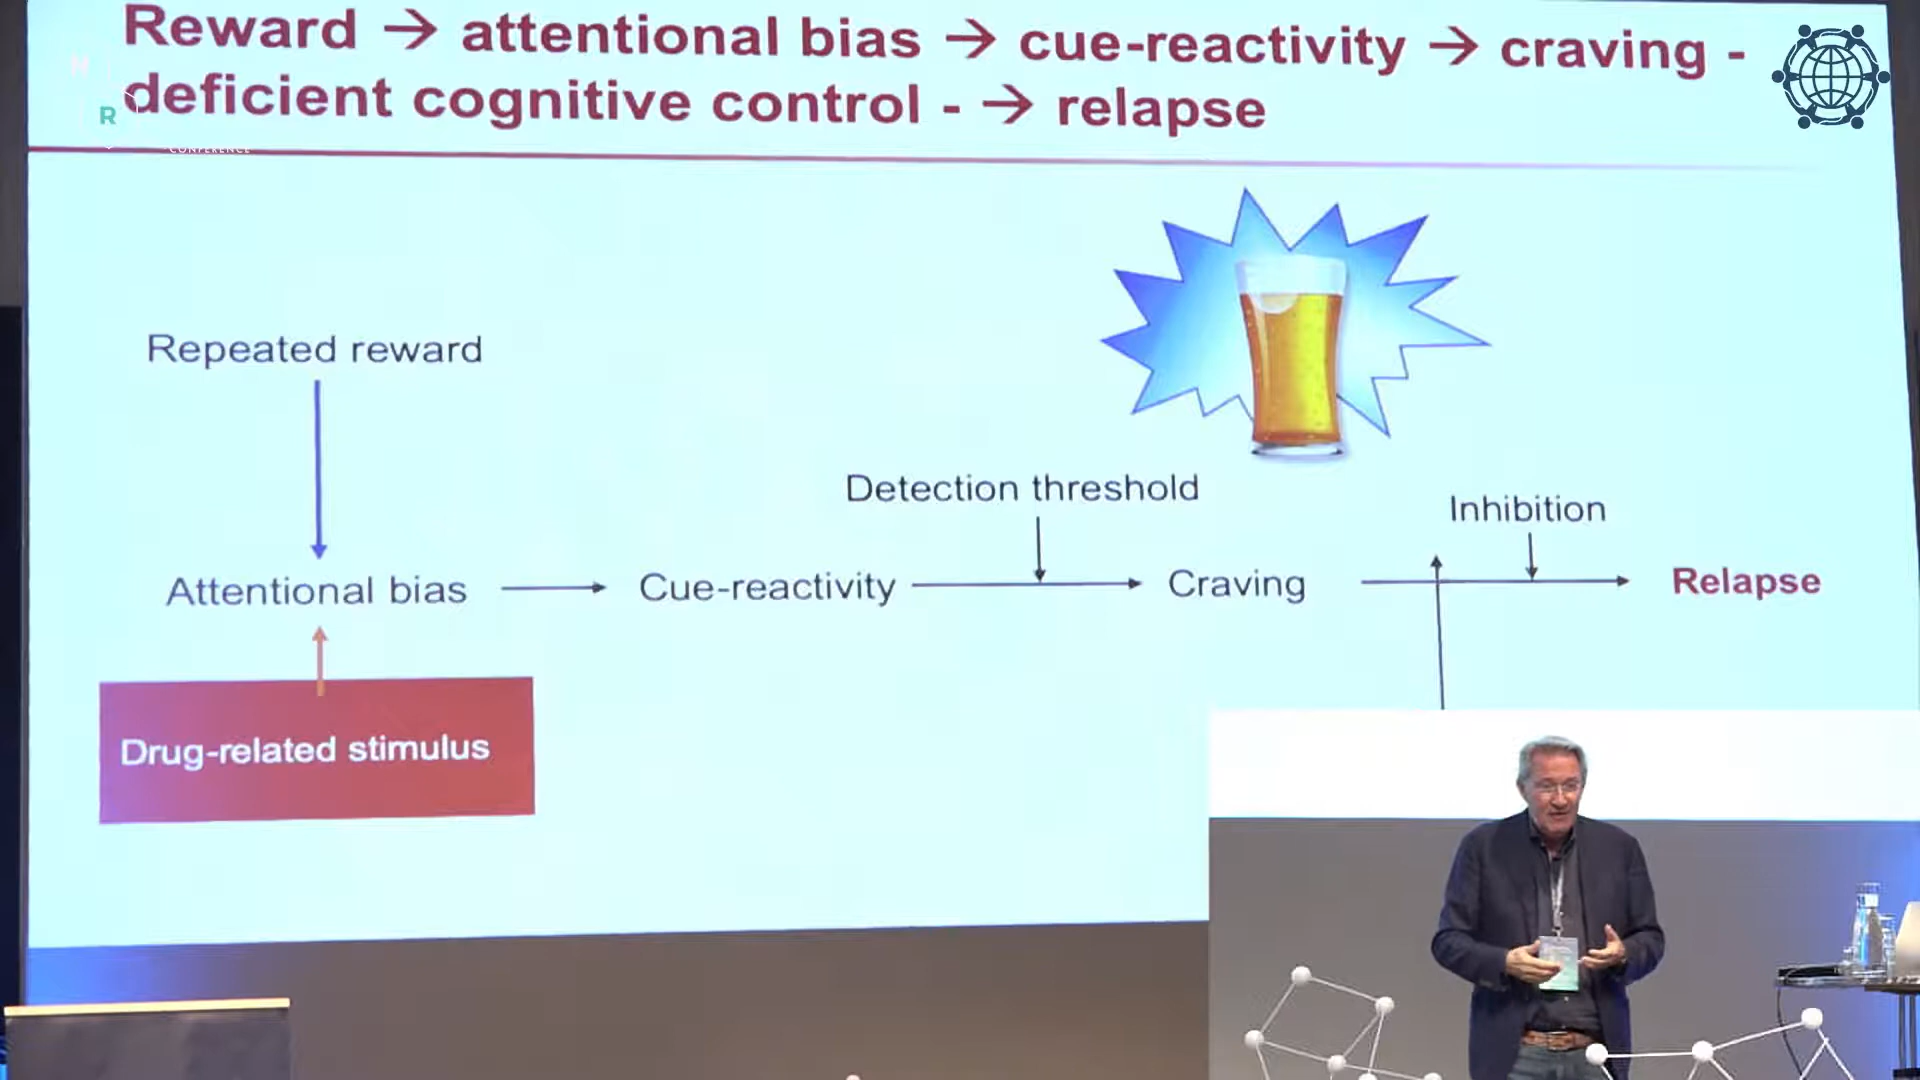 Reward → attentional bias → cue-reactivity → craving -
deficient cognitive control - → relapse
R
CONFERENCE
Repeated reward
Detection threshold
Inhibition
Attentional bias
Cue-reactivity
Craving
Relapse
Drug-related stimulus